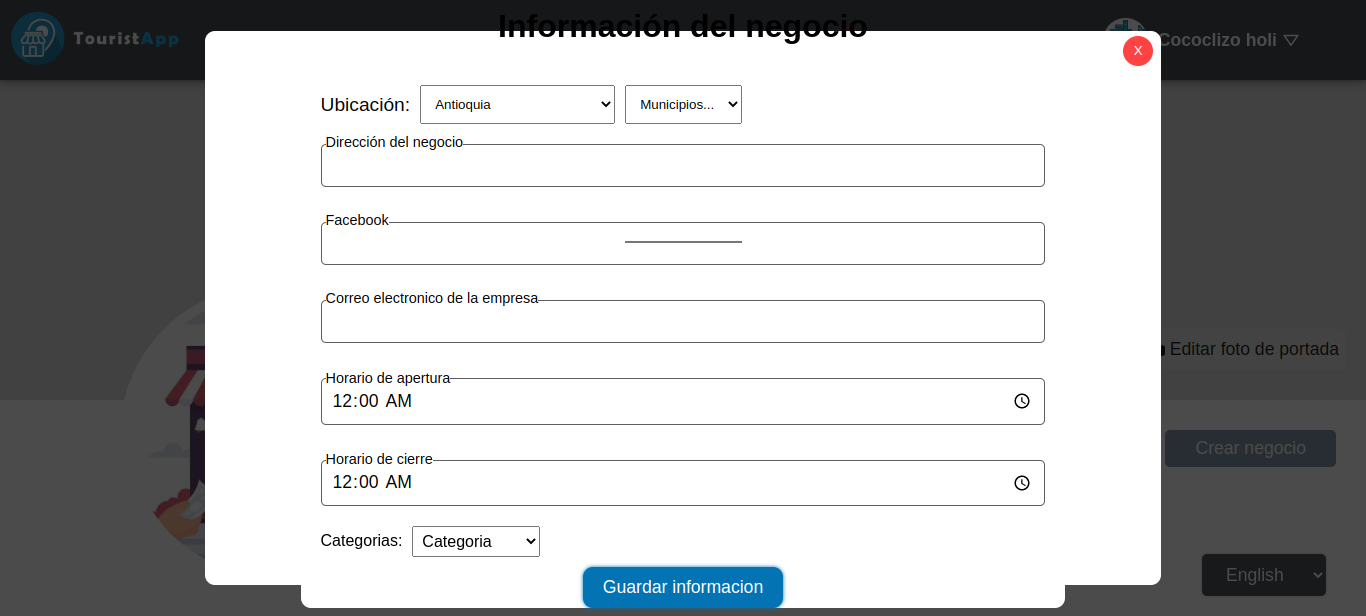 Información del negocio
TouristApp
Cococlizo holi
X
Ubicación: Antioquia Municipios...
Dirección del negocio
Facebook
Correo electronico de la empresa
Editar foto de portada
Horario de apertura
12:00 AM
Crear negocio
Horario de cierre
12:00 AM
Categorias: Categoria
English
Guardar informacion